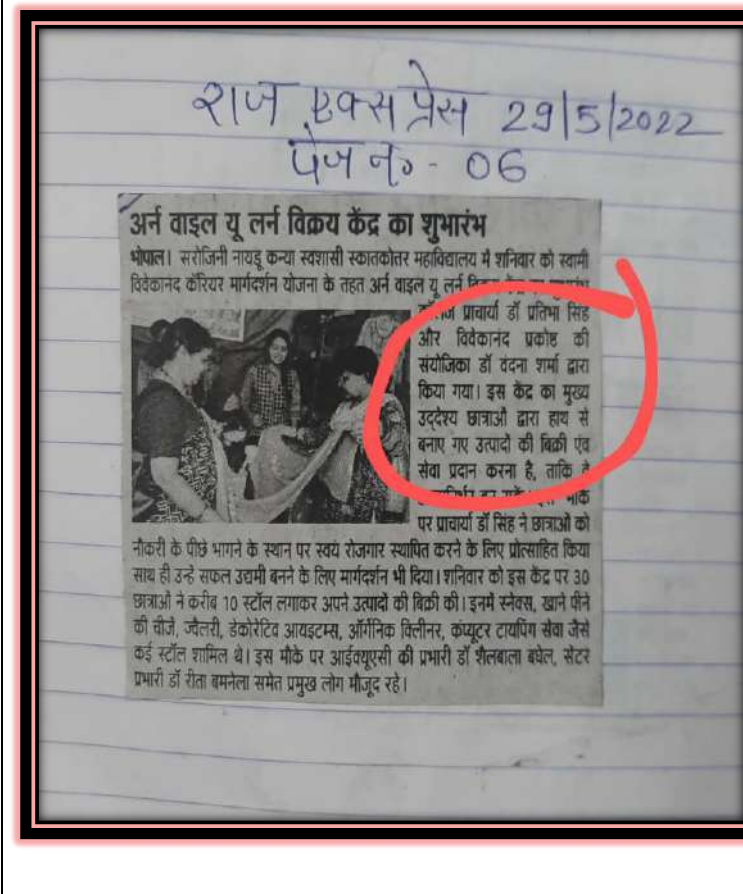 राज एक्सप्रेस 29/5/2022
पेज नं - 06
अर्न वाइल यू लर्न विक्रय केंद्र का शुभारंभ
भोपाल। सरोजिनी नायडू कन्या स्वशासी स्कातकोतर महाविद्यालय में शनिवार को स्वामी
विवेकानंद कॅरियर मार्गदर्शन योजना के तहत अर्न वाइल यू लर्न
प्राचार्या डॉ प्रतिभा सिंह
और विवेकानंद प्रकोष्ठ की
संयोजिका डॉ वंदना शर्मा द्वारा
किया गया। इस केंद्र का मुख्य
उद्देश्य छात्राओं द्वारा हाथ से
बनाए गए उत्पादों की बिक्री एंव
सेवा प्रदान करना है, ताकि वे
मौके
पर प्राचार्या डॉ सिंह ने छात्राओं को
नौकरी के पीछे भागने के स्थान पर स्वयं रोजगार स्थापित करने के लिए प्रोत्साहित किया
साथ ही उन्हें सफल उद्यमी बनने के लिए मार्गदर्शन भी दिया। शनिवार को इस केंद्र पर 30
छात्राओं ने करीब 10 स्टॉल लगाकर अपने उत्पादों की बिक्री की। इनमें स्नेक्स, खाने पीने
की चीजें, ज्वैलरी, डेकोरेटिव आयइटम्स, ऑर्गेनिक क्लिीनर, कंप्यूटर टायपिंग सेवा जैसे
कई स्टॉल शामिल थे। इस मौके पर आईक्यूएसी की प्रभारी डॉ शैलबाला बघेल, सेंटर
प्रभारी डॉ रीता बमनेला समेत प्रमुख लोग मौजूद रहे।